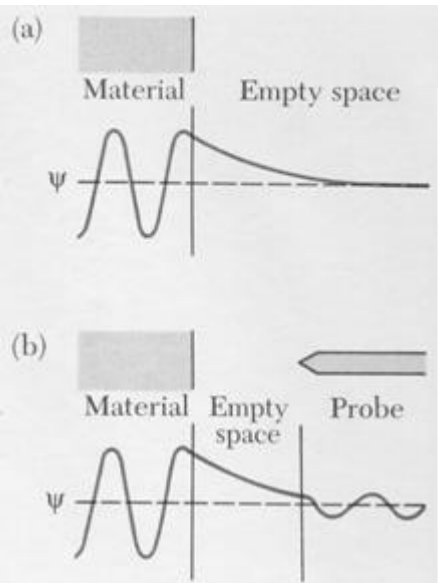 (a)
Material Empty space
ψ
(b)
Material Empty space Probe
ψ